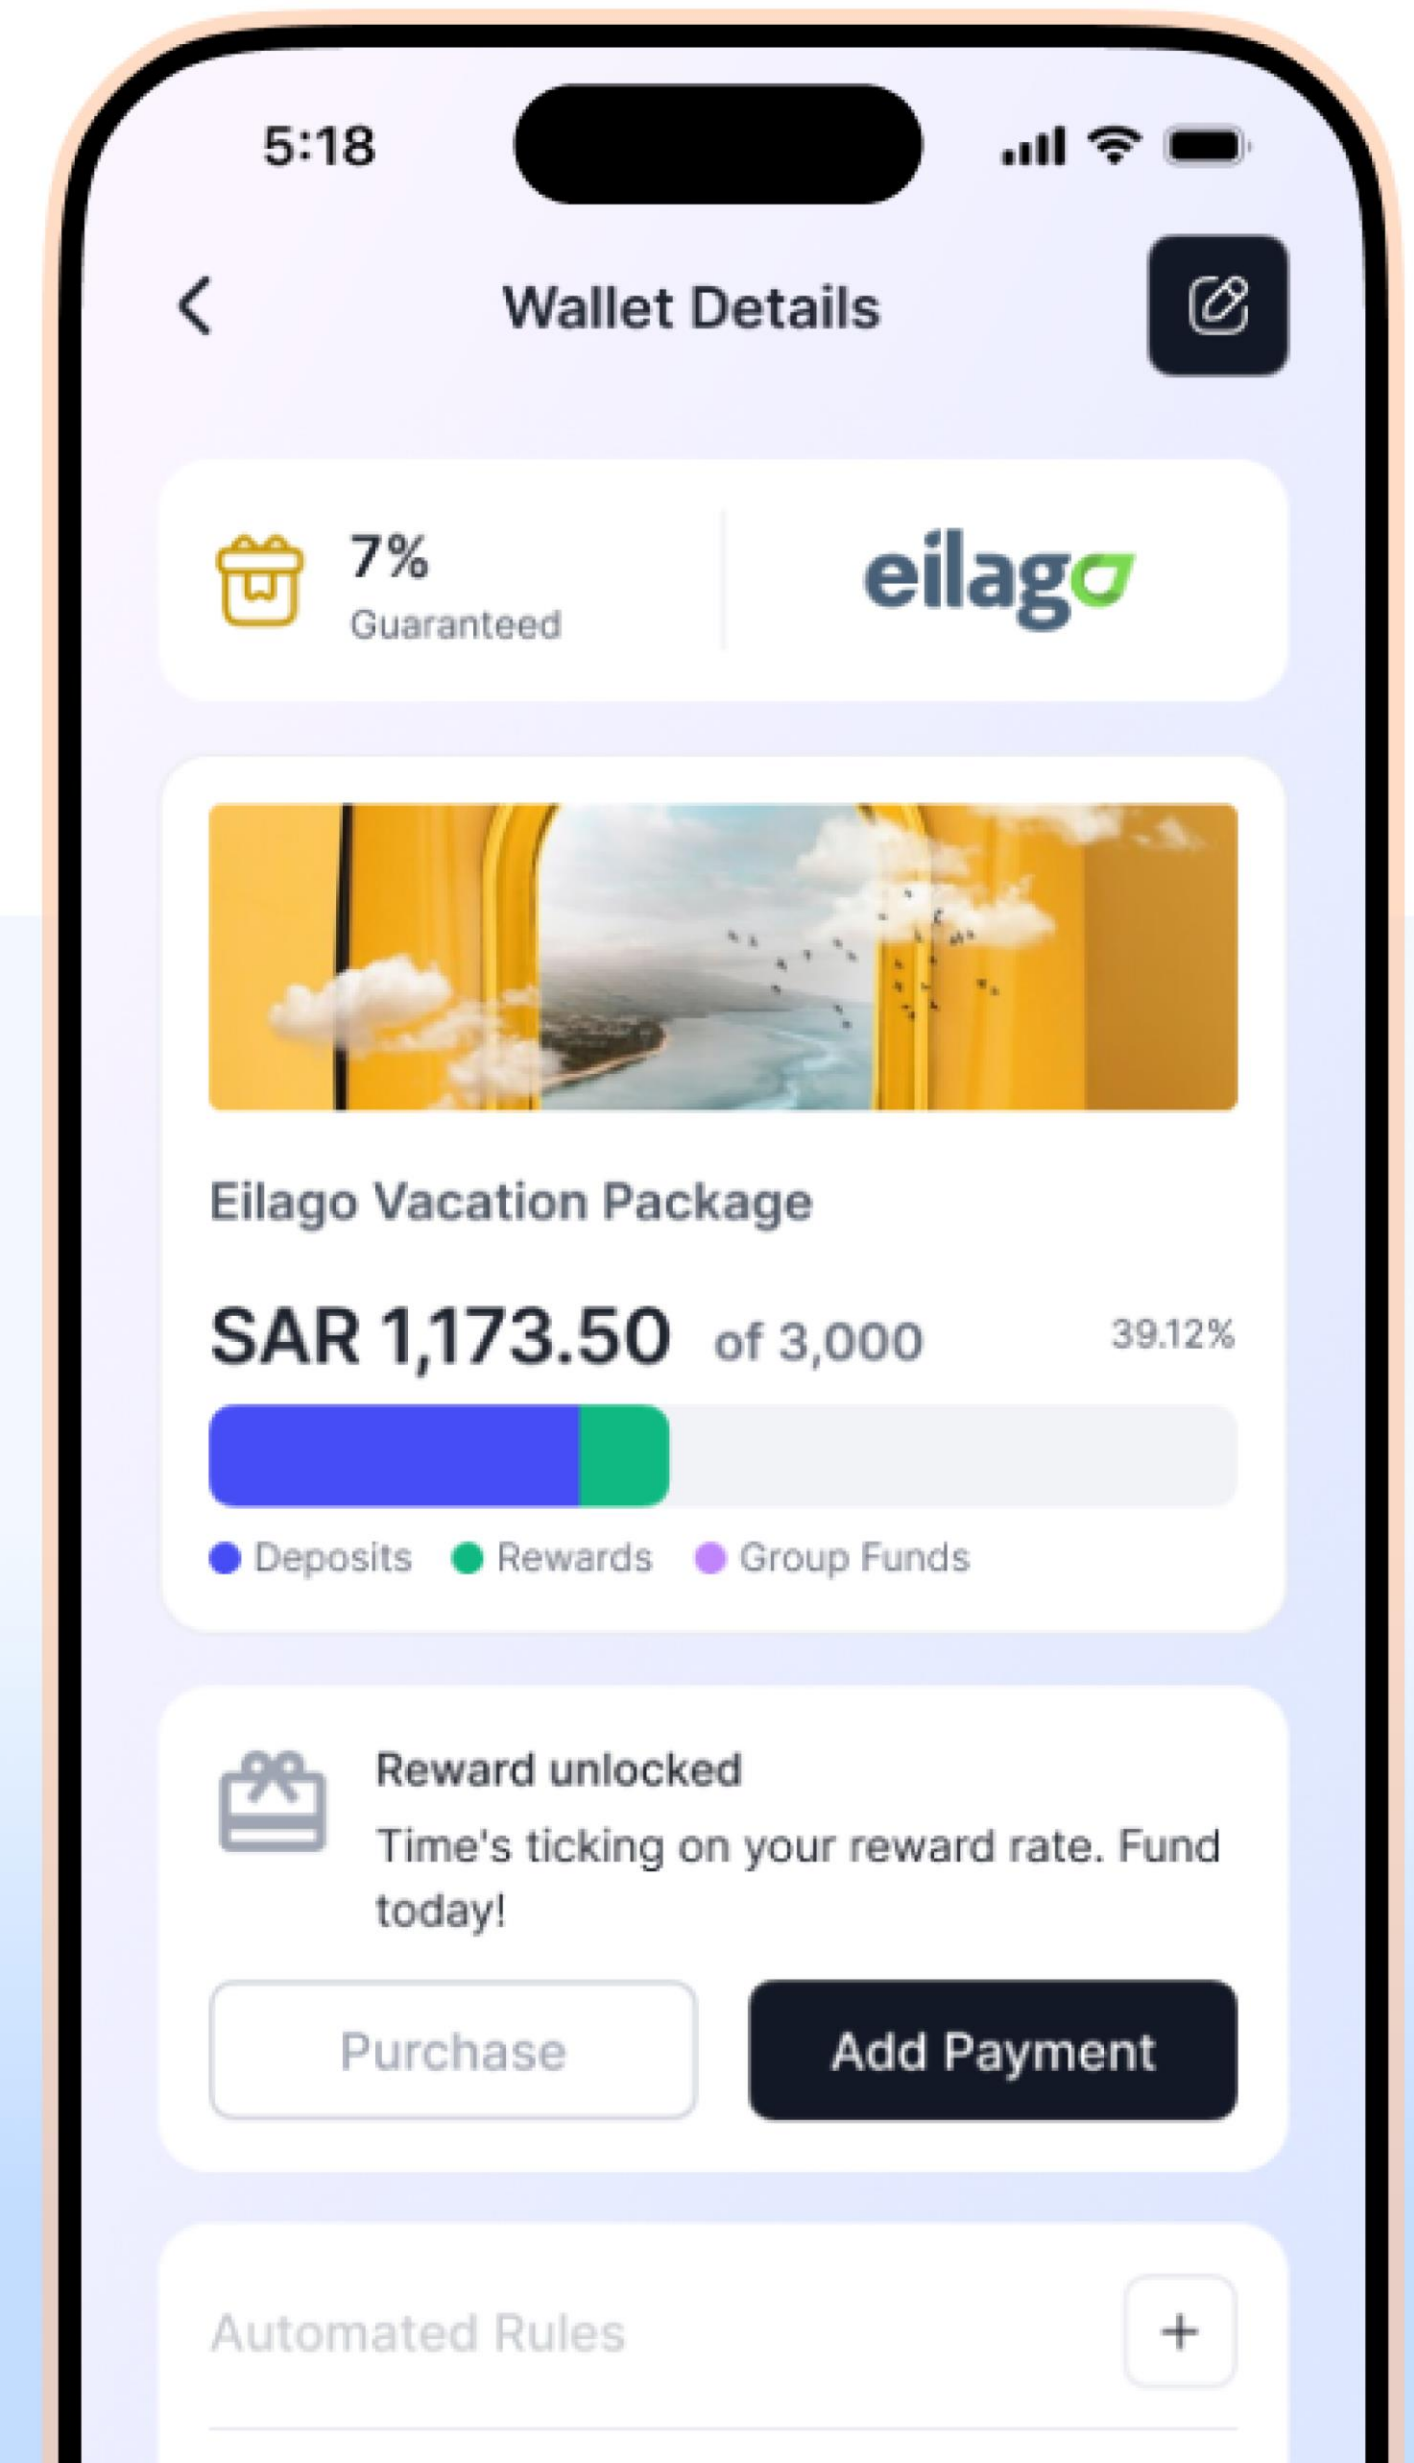 5:18
Wallet Details
7%
Guaranteed
eilago
Eilago Vacation Package
SAR 1,173.50 of 3,000 39.12%
Deposits Rewards Group Funds
Reward unlocked
Time's ticking on your reward rate. Fund
today!
Purchase Add Payment
Automated Rules +